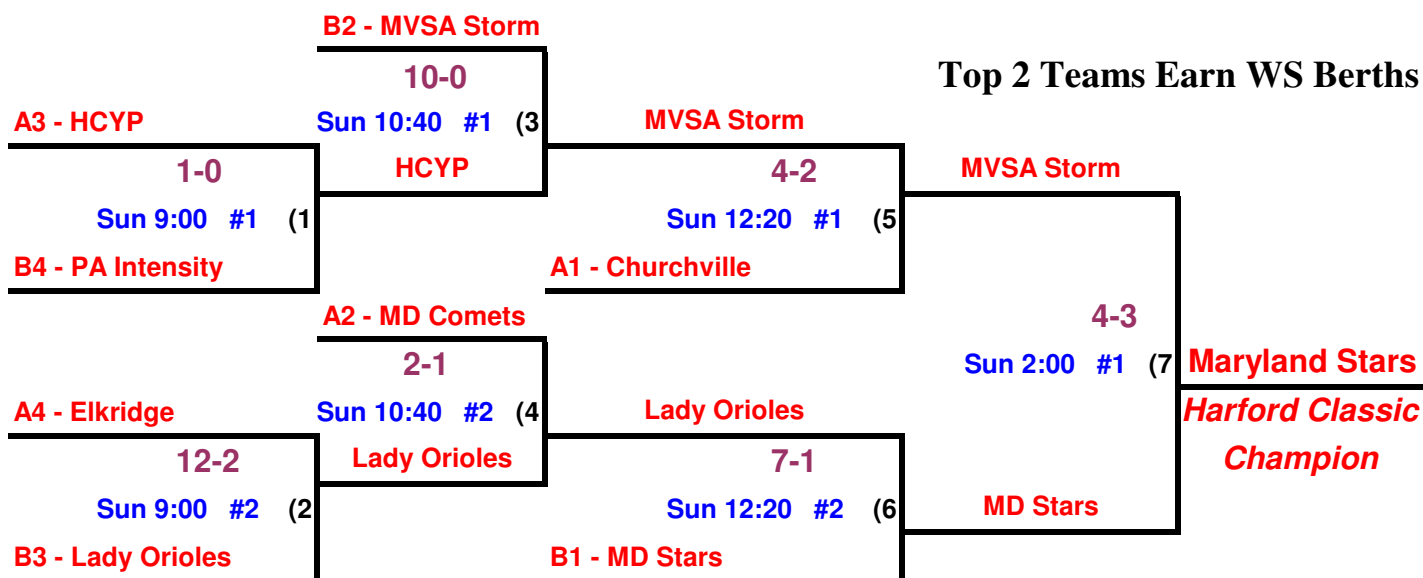 B2 - MVSA Storm
10-0
Top 2 Teams Earn WS Berths
A3 - HCYP
Sun 10:40 #1 (3
MVSA Storm
1-0
HCYP
4-2
MVSA Storm
Sun 9:00 #1 (1
Sun 12:20 #1 (5
B4 - PA Intensity
A1 - Churchville
A2 - MD Comets
4-3
2-1
Sun 2:00 #1 (7
Maryland Stars
A4 - Elkridge
Sun 10:40 #2 (4
Lady Orioles
Harford Classic
Champion
12-2
Lady Orioles
7-1
Sun 9:00 #2 (2
Sun 12:20 #2 (6
MD Stars
B3 - Lady Orioles
B1 - MD Stars